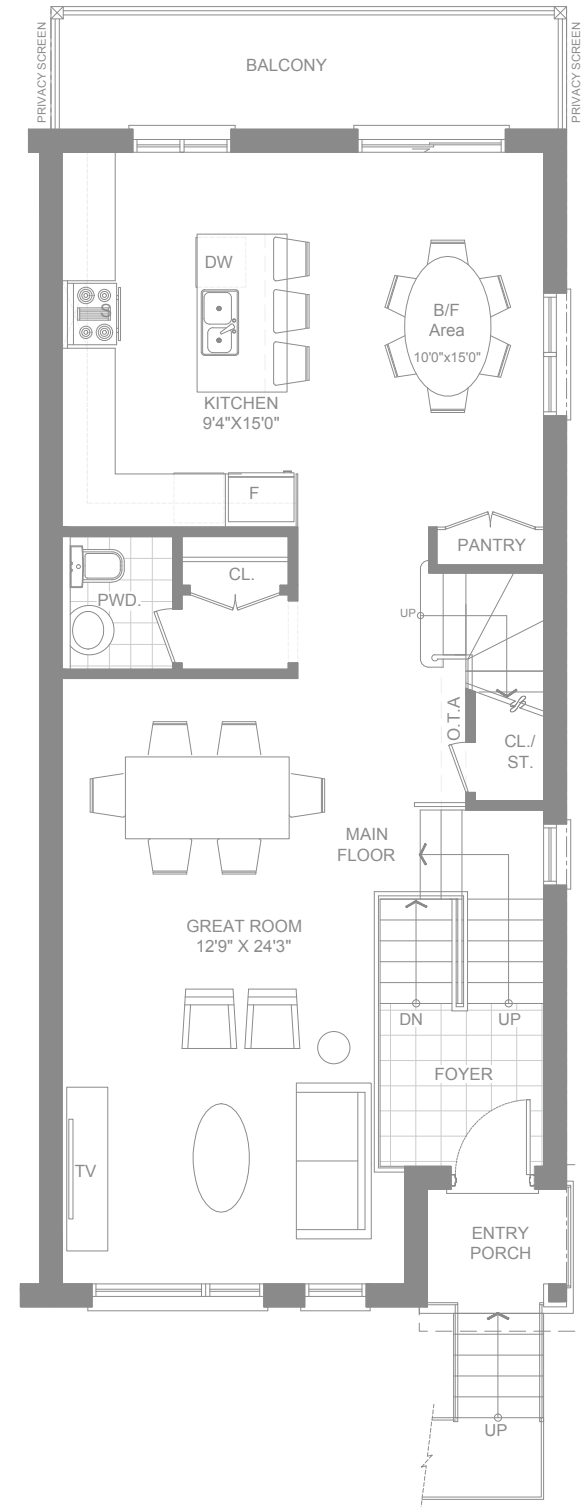 PRIVACY SCREEN
BALCONY
PRIVACY SCREEN
DW
S
B/F
Area
10'0"x15'0"
KITCHEN
9'4"X15'0"
F
PANTRY
CL.
PWD.
UP
O.T.A
CL./
ST.
MAIN
FLOOR
GREAT ROOM
12'9" X 24'3"
DN
UP
FOYER
TV
ENTRY
PORCH
UP